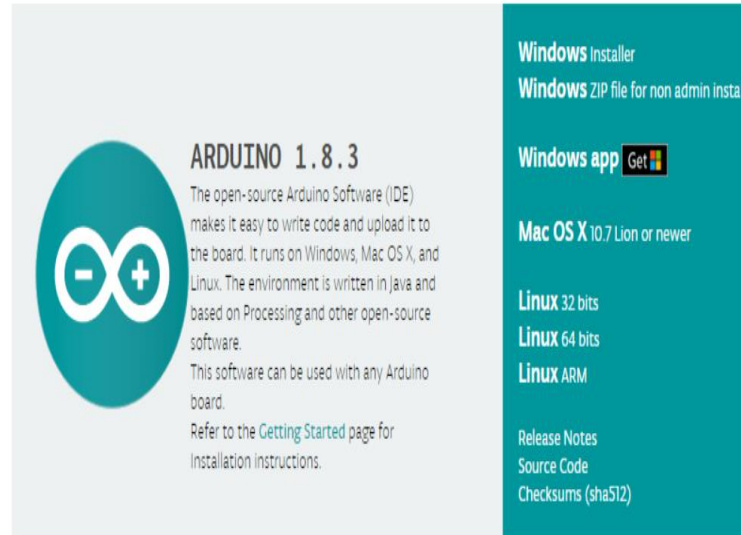 ARDUINO 1.8.3
The open-source Arduino Software (IDE)
makes it easy to write code and upload it to
the board. It runs on Windows, Mac OS X, and
Linux. The environment is written in Java and
based on Processing and other open-source
software.
This software can be used with any Arduino
board.
Refer to the Getting Started page for
Installation instructions.
Windows Installer
Windows ZIP file for non admin insta
Windows app Get
Mac OS X 10.7 Lion or newer
Linux 32 bits
Linux 64 bits
Linux ARM
Release Notes
Source Code
Checksums (sha512)